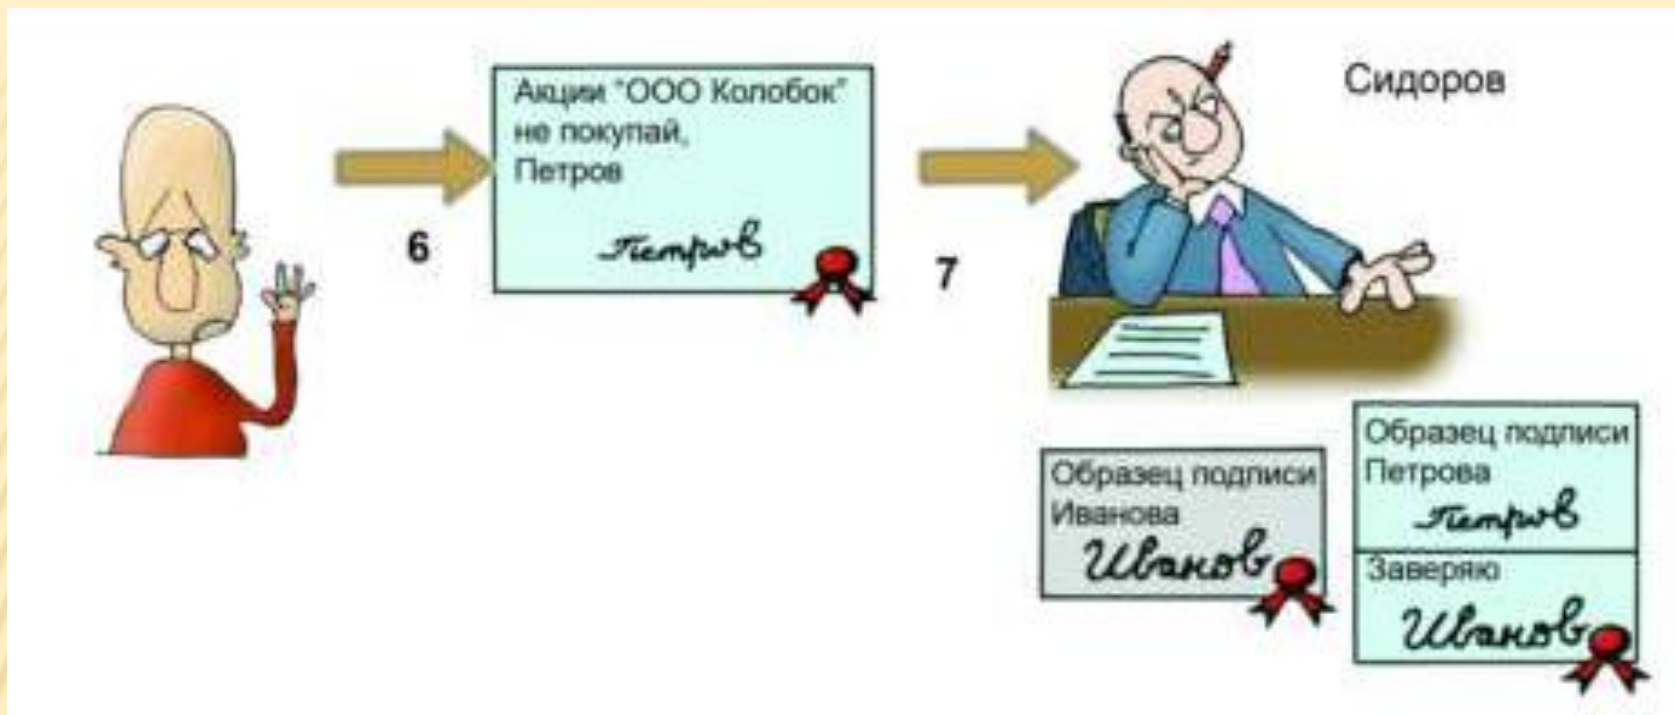 Акции "ООО Колобок"
не покупай,
Петров
Петров
6
7
Сидоров
Образец подписи
Иванова
Иванов
Образец подписи
Петрова
Петров
Заверяю
Иванов